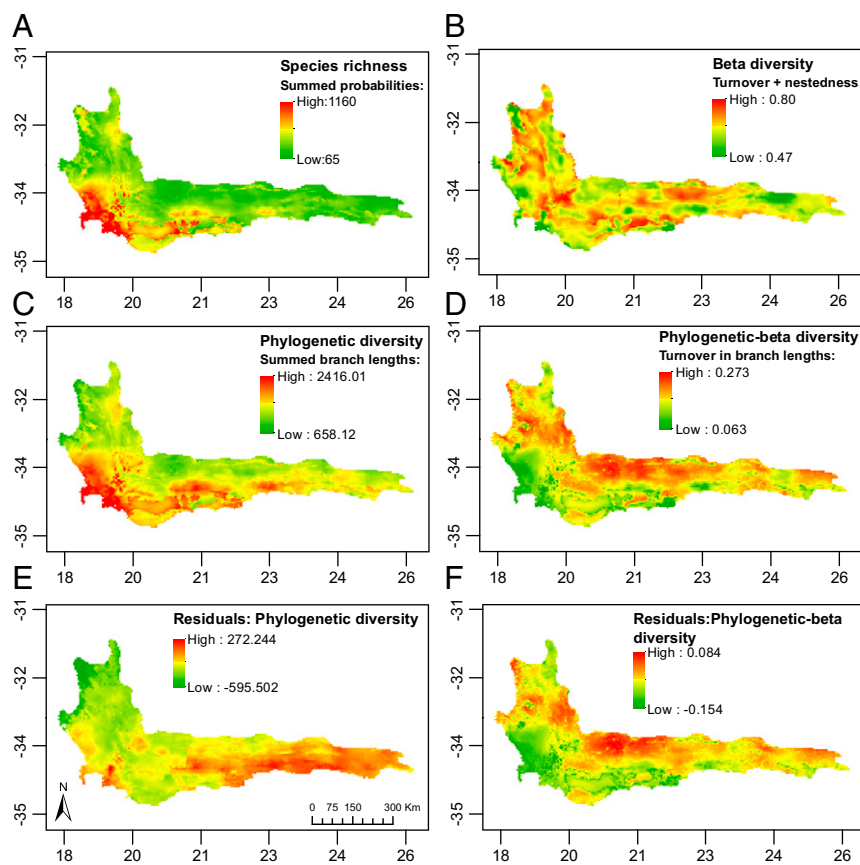 A
Species richness
Summed probabilities:
High:1160
Low:65
-31
-32
-34
-35
18
20
21
22
24
26
B
Beta diversity
Turnover + nestedness
High : 0.80
Low : 0.47
-31
-32
-34
-35
18
20
21
22
24
26
C
Phylogenetic diversity
Summed branch lengths:
High : 2416.01
Low : 658.12
-31
-32
-34
-35
18
20
21
23
24
26
D
Phylogenetic-beta diversity
Turnover in branch lengths:
High : 0.273
Low : 0.063
-31
-32
-34
-35
18
20
21
23
24
26
E
Residuals: Phylogenetic diversity
High : 272.244
Low : -595.502
N
0 75 150 300 Km
-31
-32
-34
-35
18
20
21
23
24
26
F
Residuals:Phylogenetic-beta
diversity
High : 0.084
Low : -0.154
-31
-32
-34
-35
18
20
21
23
24
26